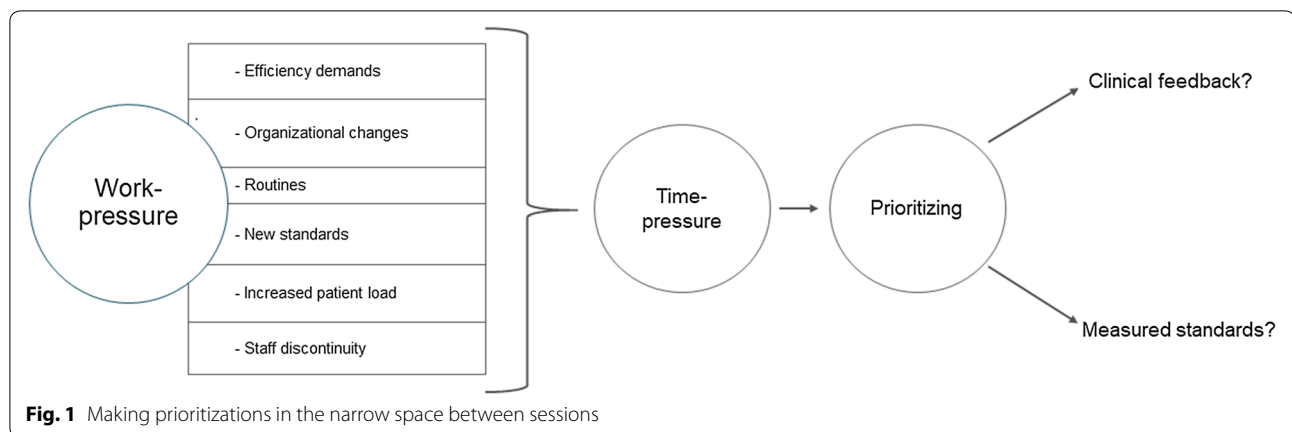 Work-
pressure
- Efficiency demands
- Organizational changes
- Routines
- New standards
- Increased patient load
- Staff discontinuity
Time-
pressure
Prioritizing
Clinical feedback?
Measured standards?
Fig. 1 Making prioritizations in the narrow space between sessions